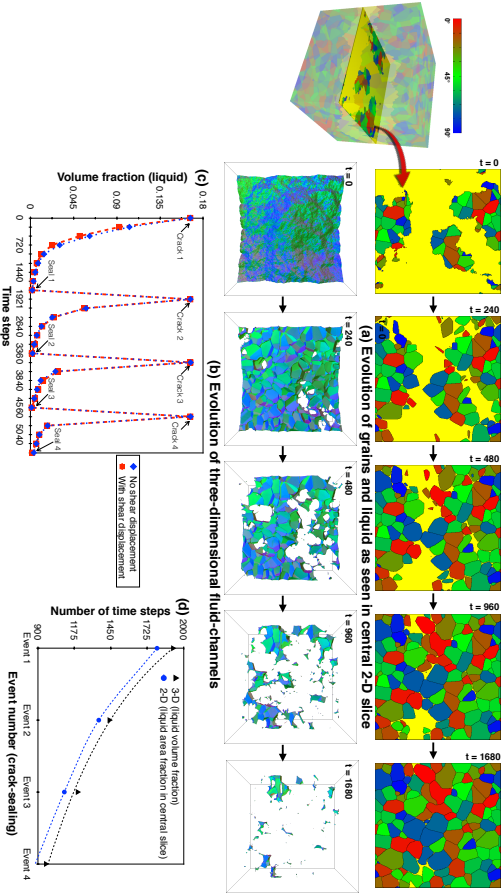 0° 45° 90°
t = 0
t = 240
t = 480
t = 960
t = 1680
t = 0
(a) Evolution of grains and liquid as seen in central 2-D slice
t = 0
t = 240
t = 480
t = 960
t = 1680
(b) Evolution of three-dimensional fluid-channels
(c)
Volume fraction (liquid)
0.18
0.135
0.09
0.045
0
Crack 1
Crack 2
Crack 3
Crack 4
Seal 1
Seal 2
Seal 3
Seal 4
0 720 1440 1921 2640 3360 3840 4560 5040
Time steps
No shear displacement
With shear displacement
(d)
Number of time steps
2000
1725
1450
1175
900
3-D (liquid volume fraction)
2-D (liquid area fraction in central slice)
Event 1 Event 2 Event 3 Event 4
Event number (crack-sealing)